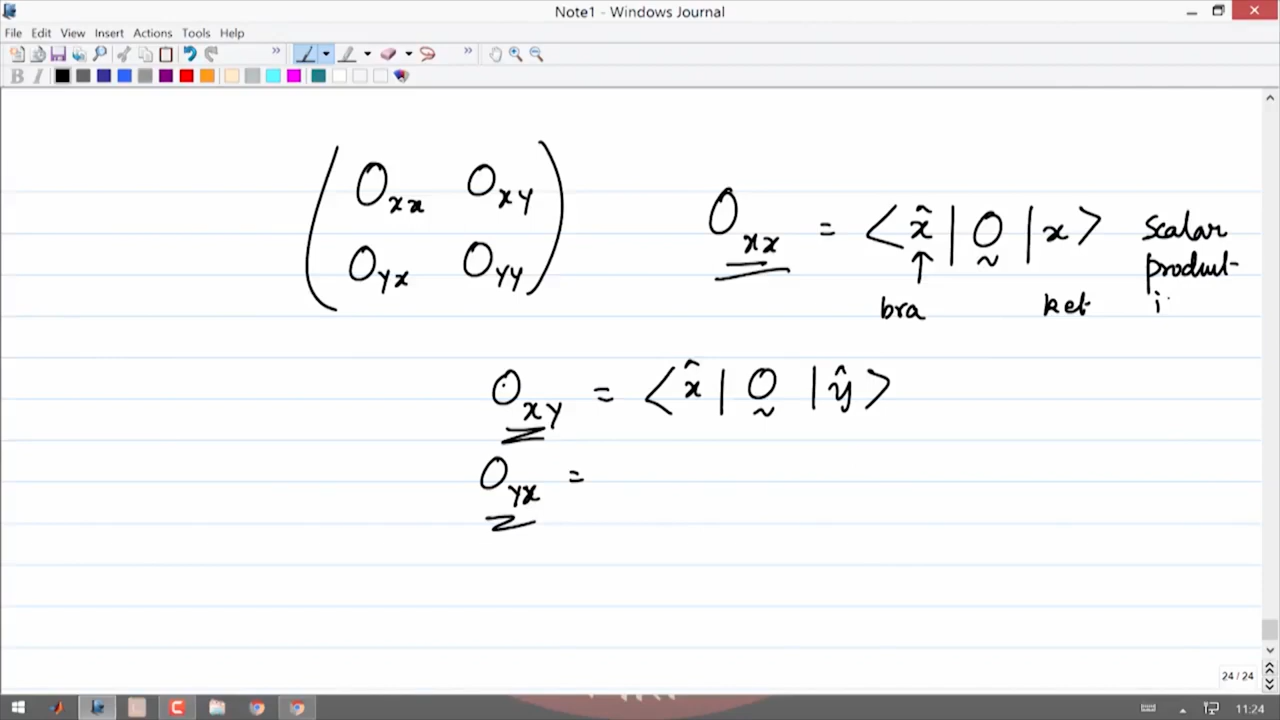 Note1 - Windows Journal
File Edit View Insert Actions Tools Help
B I
( O_xx O_xy
O_yx O_yy )
O_xx = < x̂ | O̰ | x > scalar
product
bra ket i
O_xy = < x̂ | O̰ | ŷ >
O_yx =
24 / 24
11:24